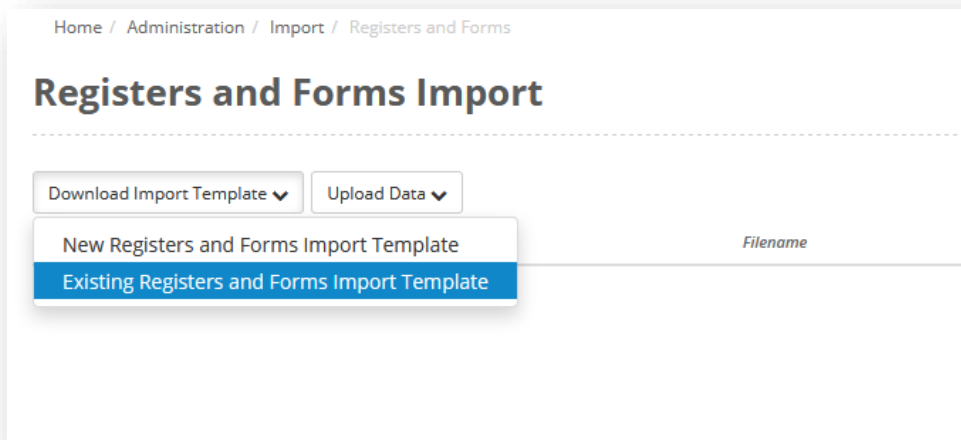 Home / Administration / Import / Registers and Forms
Registers and Forms Import
Download Import Template Upload Data
New Registers and Forms Import Template
Filename
Existing Registers and Forms Import Template